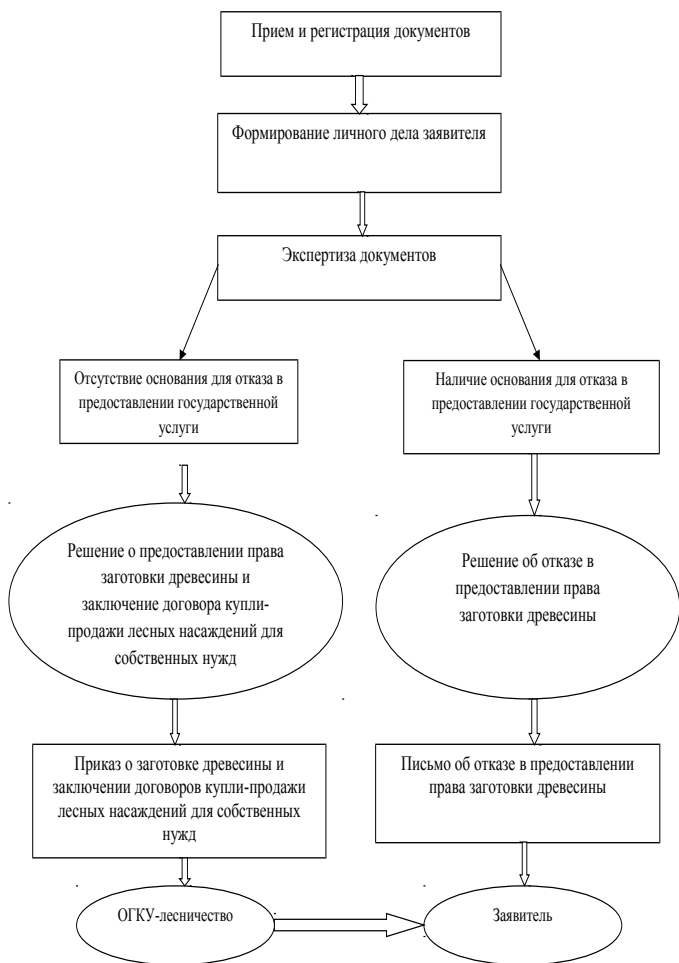 Прием и регистрация документов
Формирование личного дела заявителя
Экспертиза документов
Отсутствие основания для отказа в
предоставлении государственной
услуги
Наличие основания для отказа в
предоставлении государственной
услуги
Решение о предоставлении права
заготовки древесины и
заключение договора купли-
продажи лесных насаждений для
собственных нужд
Решение об отказе в
предоставлении права
заготовки древесины
Приказ о заготовке древесины и
заключении договоров купли-продажи
лесных насаждений для собственных
нужд
Письмо об отказе в предоставлении
права заготовки древесины
ОГКУ-лесничество
Заявитель